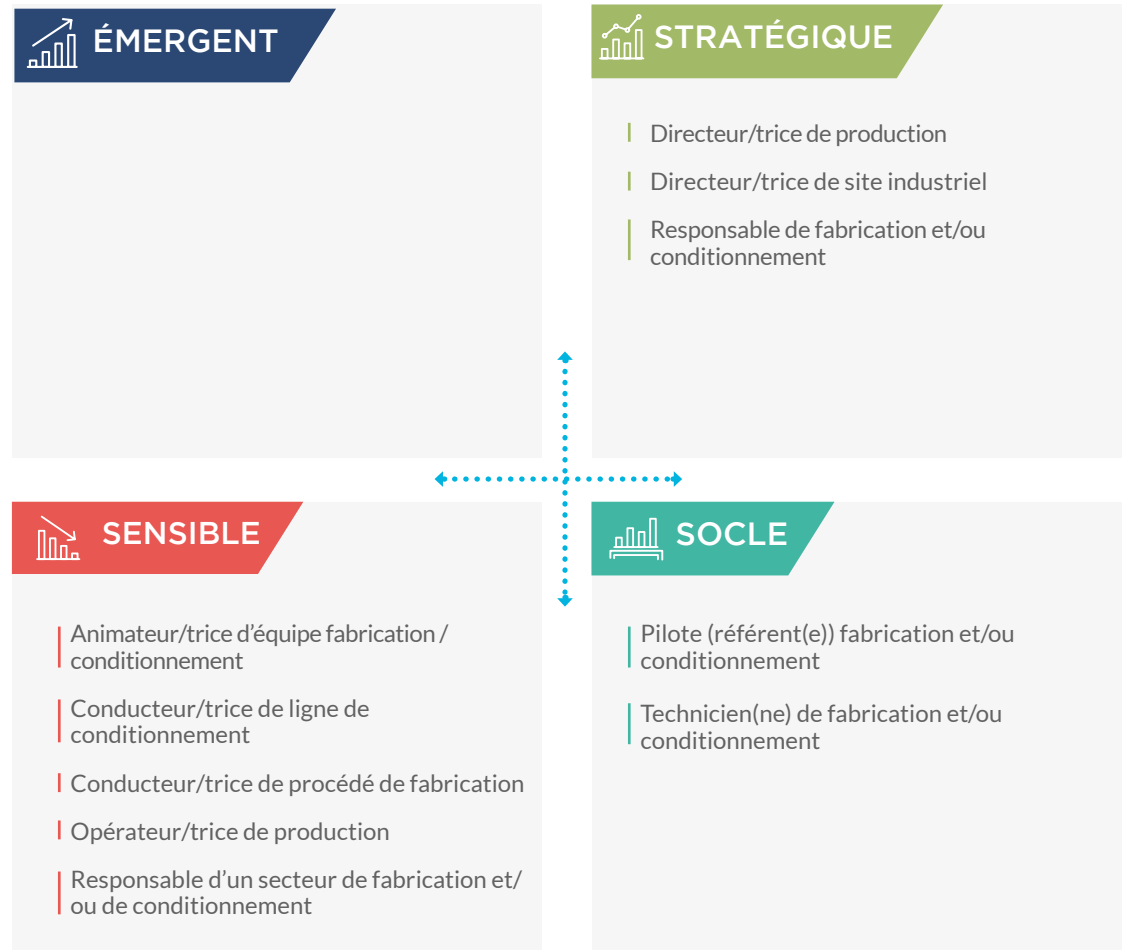 ÉMERGENT
STRATÉGIQUE
Directeur/trice de production
Directeur/trice de site industriel
Responsable de fabrication et/ou
conditionnement
SENSIBLE
Animateur/trice d’équipe fabrication /
conditionnement
Conducteur/trice de ligne de
conditionnement
Conducteur/trice de procédé de fabrication
Opérateur/trice de production
Responsable d’un secteur de fabrication et/
ou de conditionnement
SOCLE
Pilote (référent(e)) fabrication et/ou
conditionnement
Technicien(ne) de fabrication et/ou
conditionnement